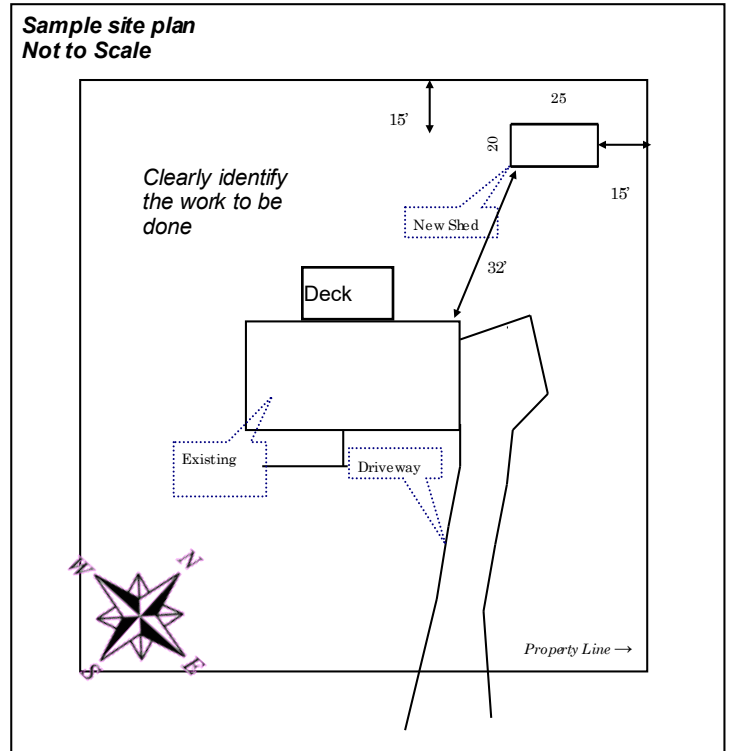 Sample site plan
Not to Scale
25
15'
20
15'
Clearly identify
the work to be
done
New Shed
32'
Deck
Existing
Driveway
W
N
S
E
Property Line →